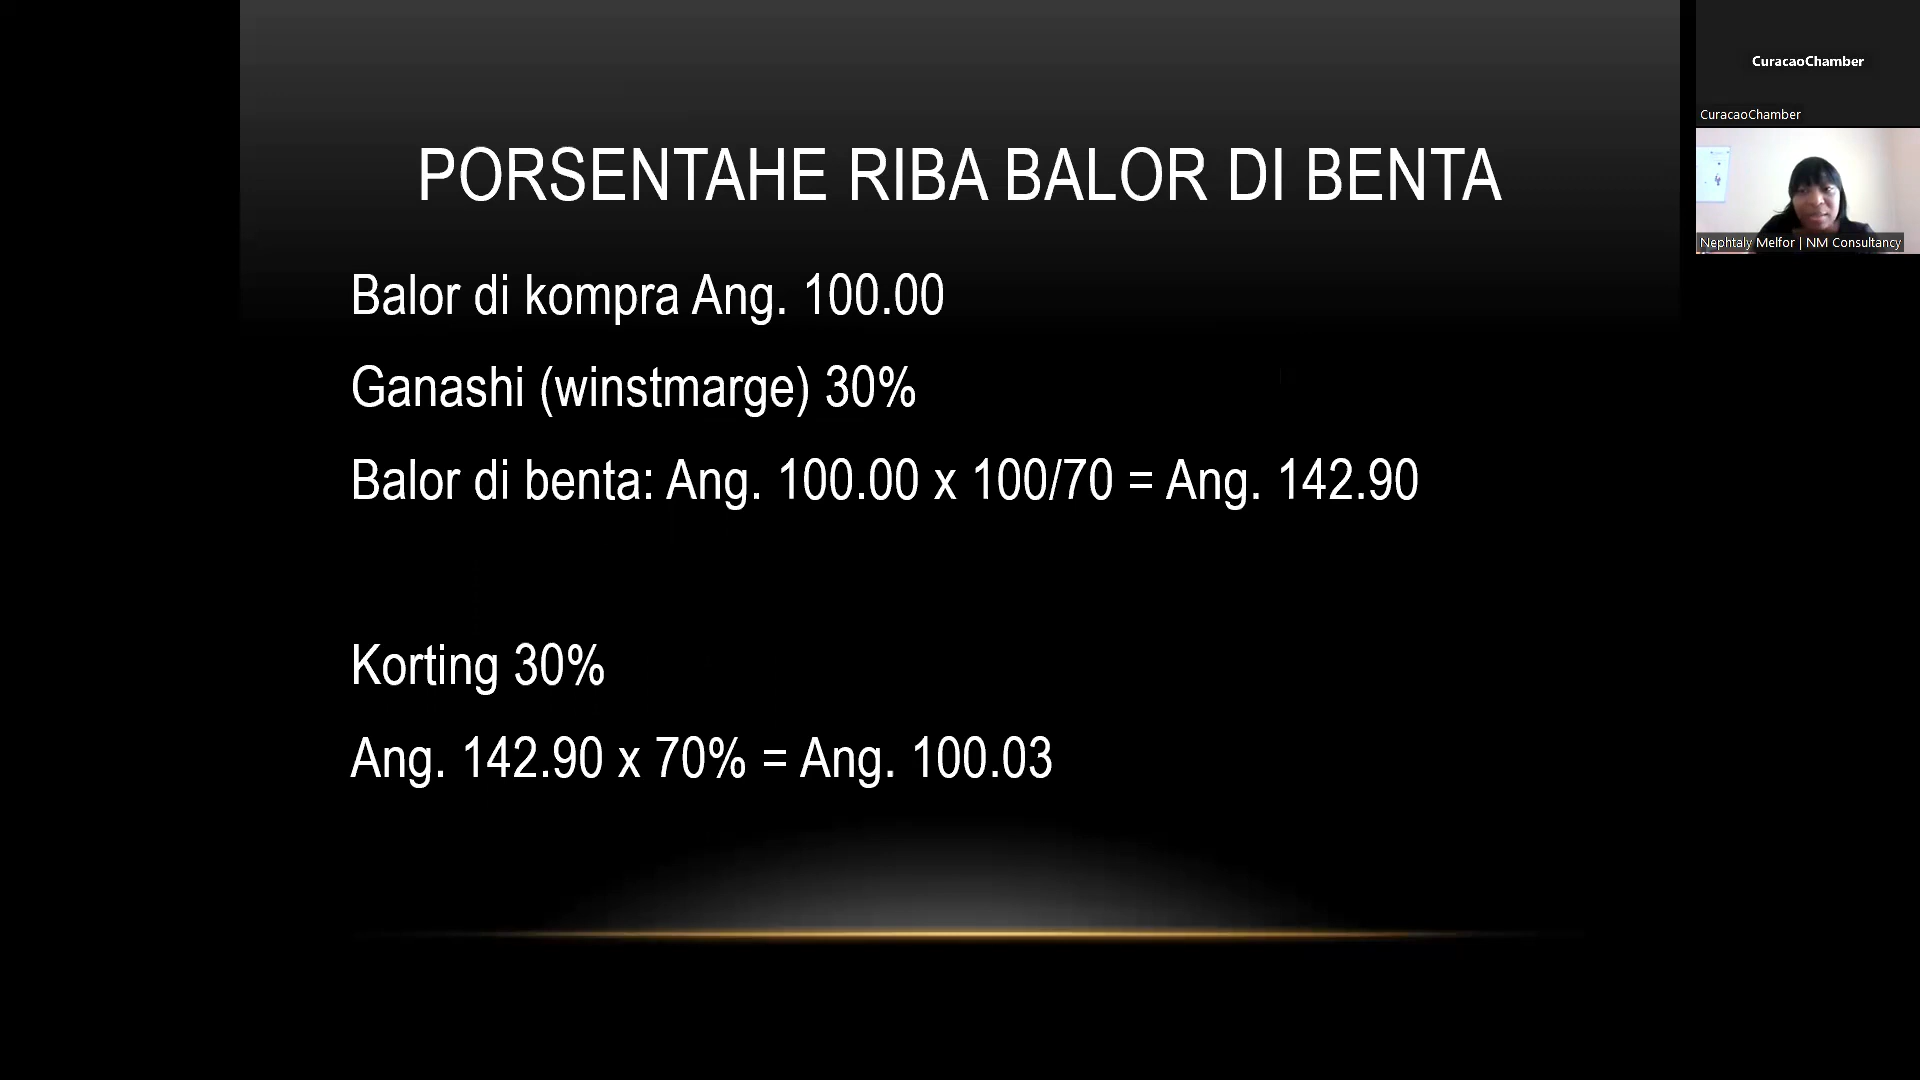 PORSENTAHE RIBA BALOR DI BENTA
Balor di kompra Ang. 100.00
Ganashi (winstmarge) 30%
Balor di benta: Ang. 100.00 x 100/70 = Ang. 142.90
Korting 30%
Ang. 142.90 x 70% = Ang. 100.03
CuracaoChamber
CuracaoChamber
Nephtaly Melfor | NM Consultancy